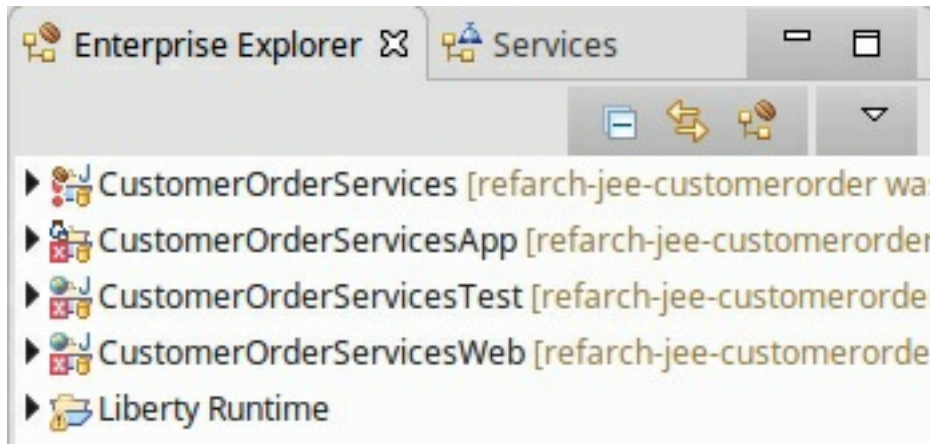 Enterprise Explorer Services
CustomerOrderServices [refarch-jee-customerorder was
CustomerOrderServicesApp [refarch-jee-customerorder
CustomerOrderServicesTest [refarch-jee-customerorde
CustomerOrderServicesWeb [refarch-jee-customerorde
Liberty Runtime